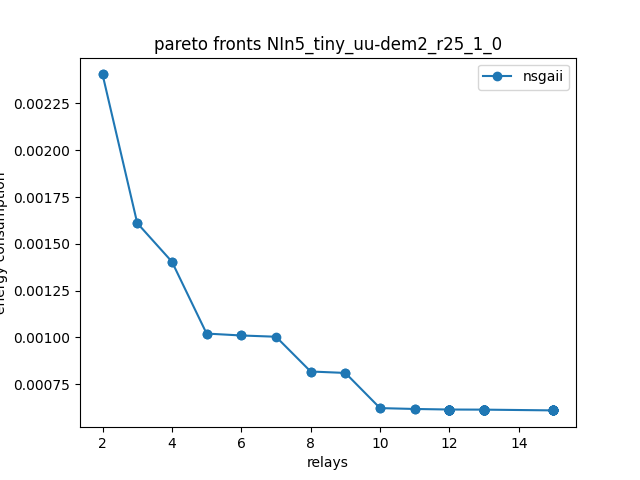 pareto fronts NIn5_tiny_uu-dem2_r25_1_0
nsgaii
0.00225
0.00200
0.00175
0.00150
0.00125
0.00100
0.00075
energy consumption
2 4 6 8 10 12 14
relays